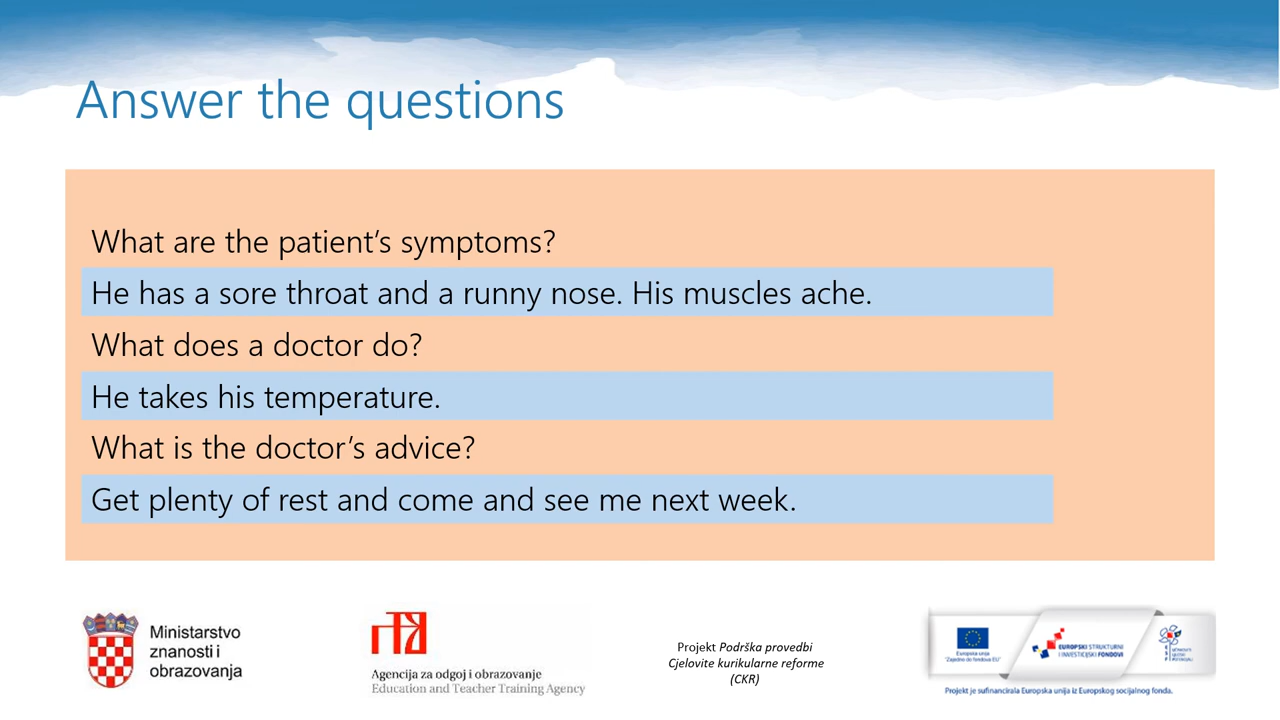 Answer the questions
What are the patient’s symptoms?
He has a sore throat and a runny nose. His muscles ache.
What does a doctor do?
He takes his temperature.
What is the doctor’s advice?
Get plenty of rest and come and see me next week.
Ministarstvo
znanosti i
obrazovanja
Agencija za odgoj i obrazovanje
Education and Teacher Training Agency
Projekt Podrška provedbi
Cjelovite kurikularne reforme
(CKR)
Europska unija
"Zajedno do fondova EU"
EUROPSKI STRUKTURNI
I INVESTICIJSKI FONDOVI
Projekt je sufinancirala Europska unija iz Europskog socijalnog fonda.